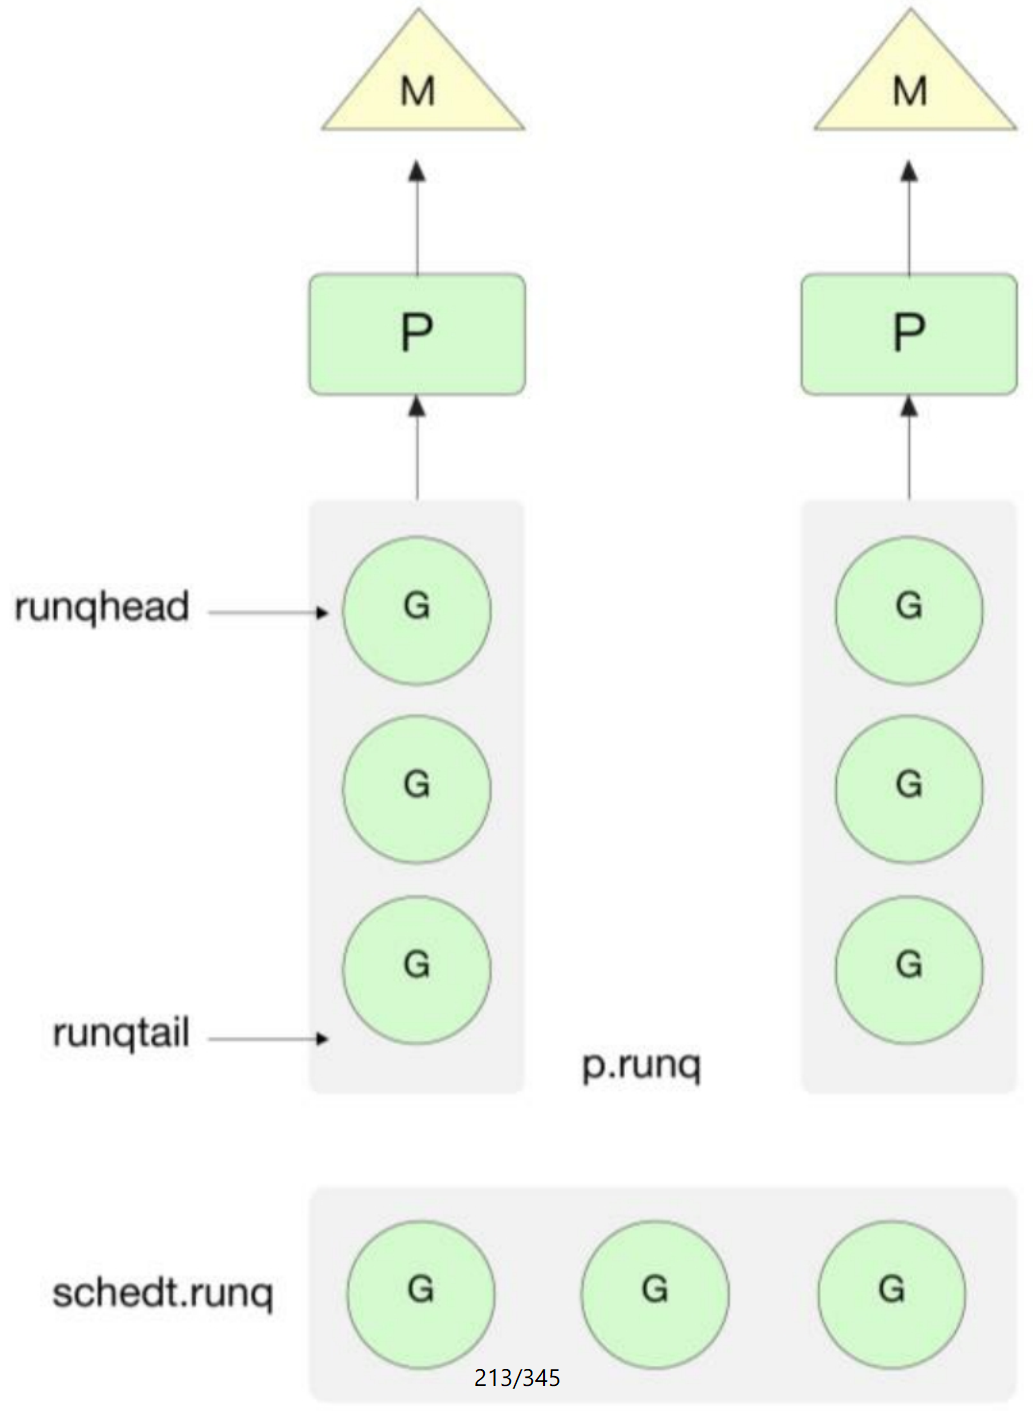 M M
P P
runqhead G G
G G
G G
runqtail
p.runq
schedt.runq G G G
213/345